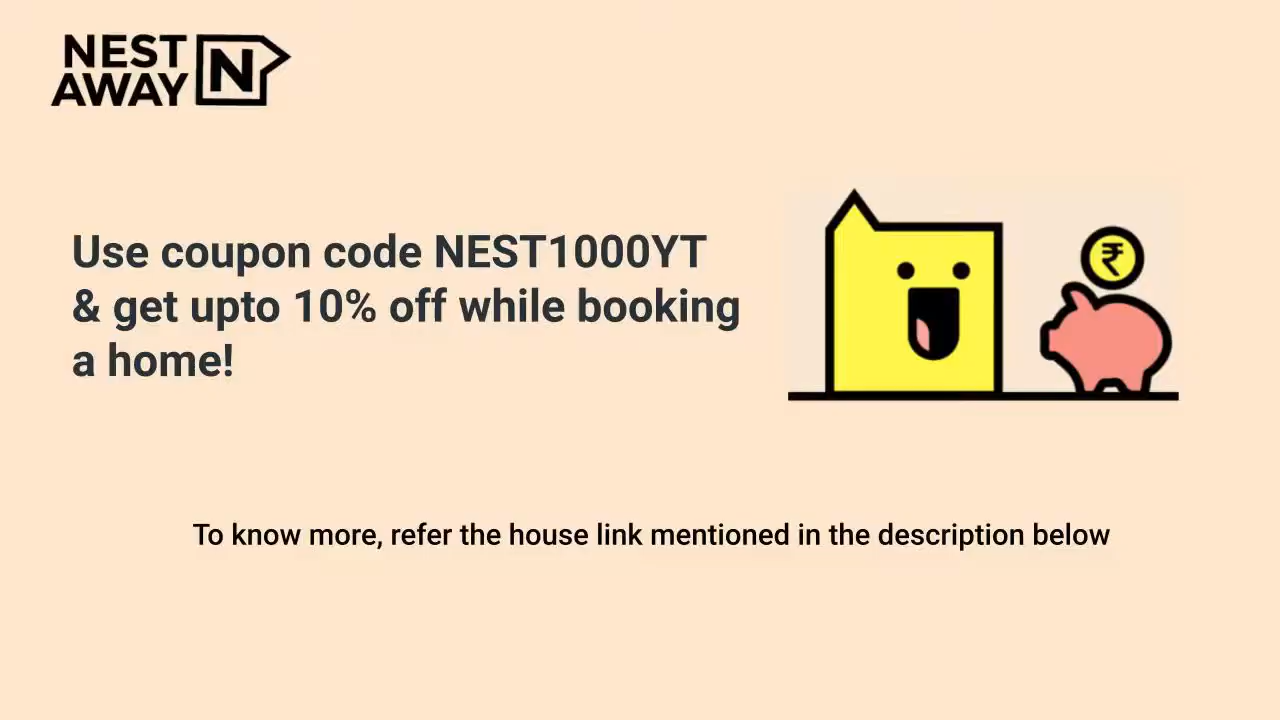 NEST
AWAY N
Use coupon code NEST1000YT
& get upto 10% off while booking
a home!
₹
To know more, refer the house link mentioned in the description below